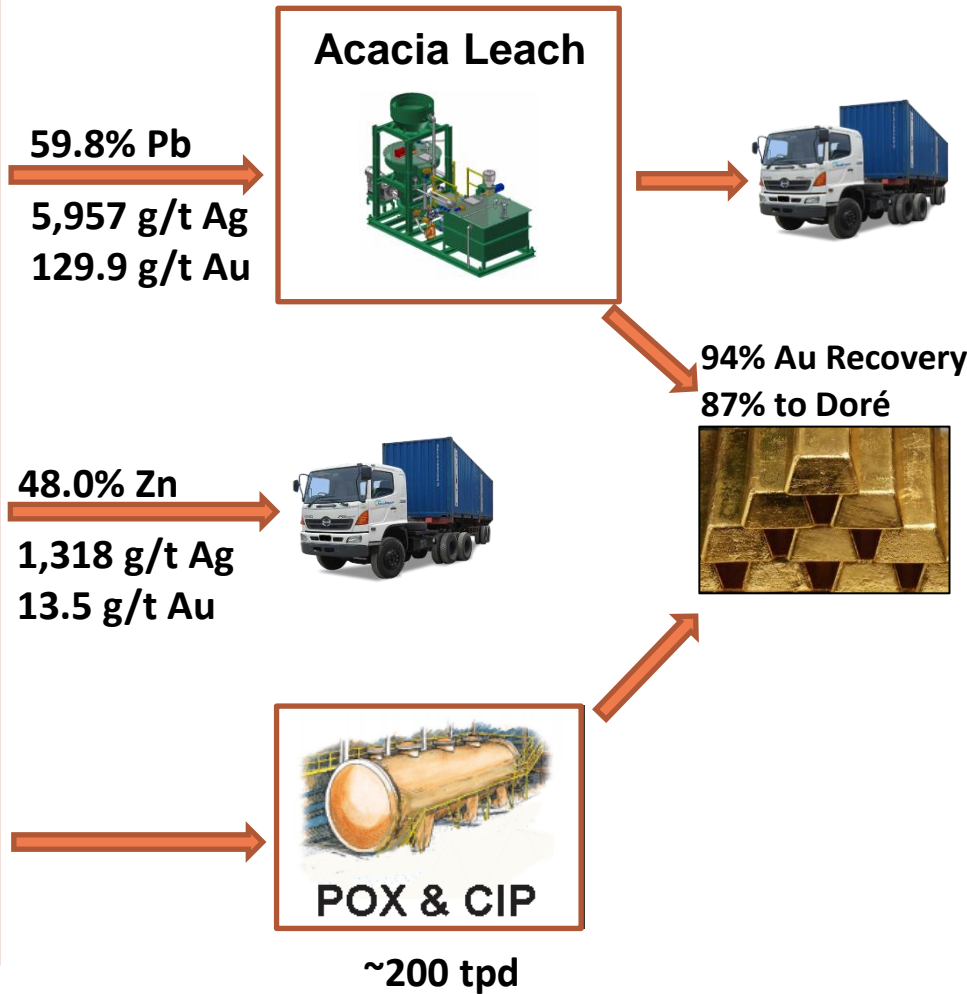 Acacia Leach
59.8% Pb
5,957 g/t Ag
129.9 g/t Au
94% Au Recovery
87% to Doré
48.0% Zn
1,318 g/t Ag
13.5 g/t Au
POX & CIP
~200 tpd